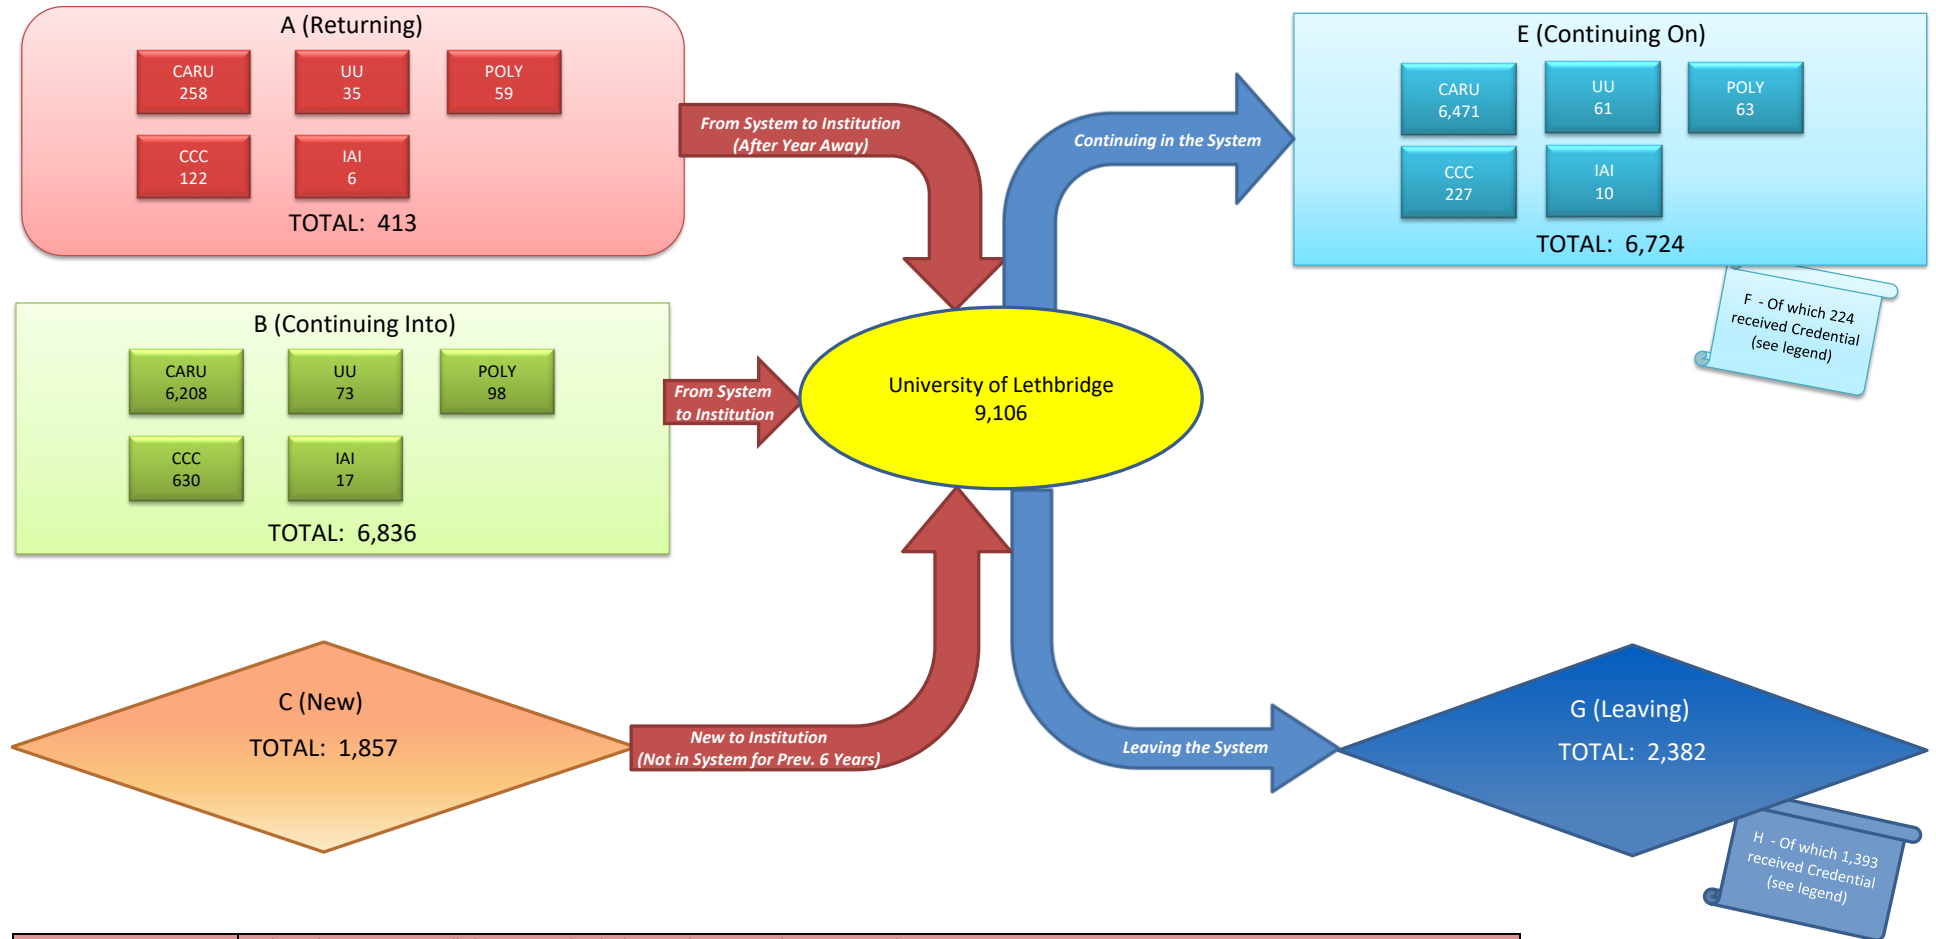 A (Returning)
CARU
258
UU
35
POLY
59
CCC
122
IAI
6
TOTAL: 413
From System to Institution
(After Year Away)
Continuing in the System
E (Continuing On)
CARU
6,471
UU
61
POLY
63
CCC
227
IAI
10
TOTAL: 6,724
F - Of which 224
received Credential
(see legend)
B (Continuing Into)
CARU
6,208
UU
73
POLY
98
CCC
630
IAI
17
TOTAL: 6,836
From System
to Institution
University of Lethbridge
9,106
C (New)
TOTAL: 1,857
New to Institution
(Not in System for Prev. 6 Years)
Leaving the System
G (Leaving)
TOTAL: 2,382
H - Of which 1,393
received Credential
(see legend)